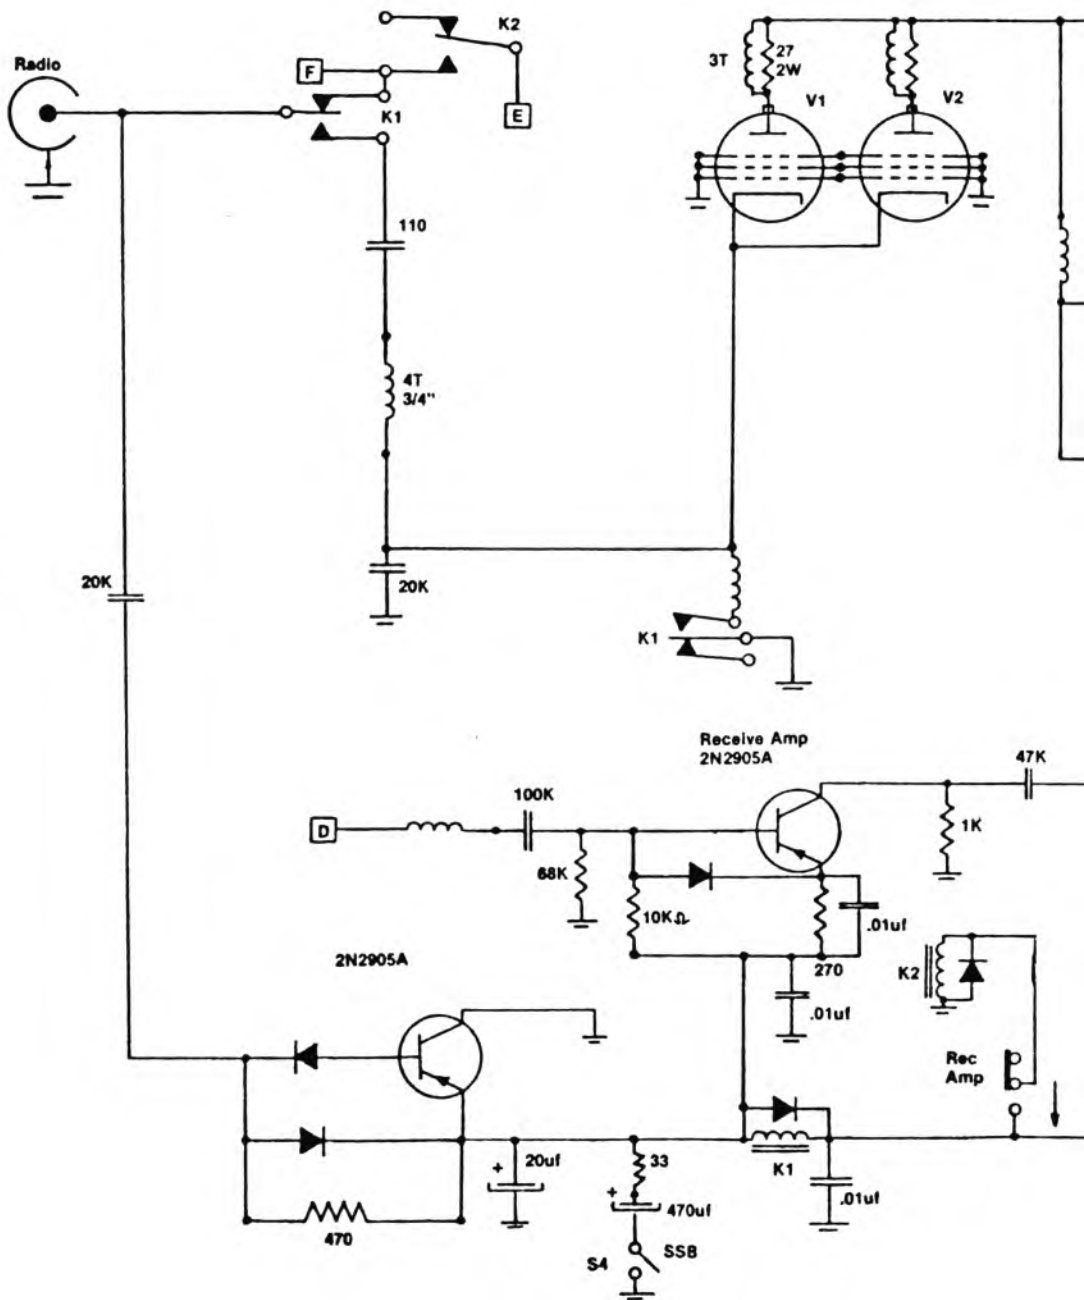 K2
Radio
F
K1
E
3T
27
2W
V1
V2
110
4T
3/4"
20K
20K
K1
Receive Amp
2N2905A
47K
100K
D
1K
68K
10KΩ
.01uf
2N2905A
270
K2
.01uf
Rec
Amp
+
20uf
33
K1
+
.01uf
470uf
470
SSB
S4